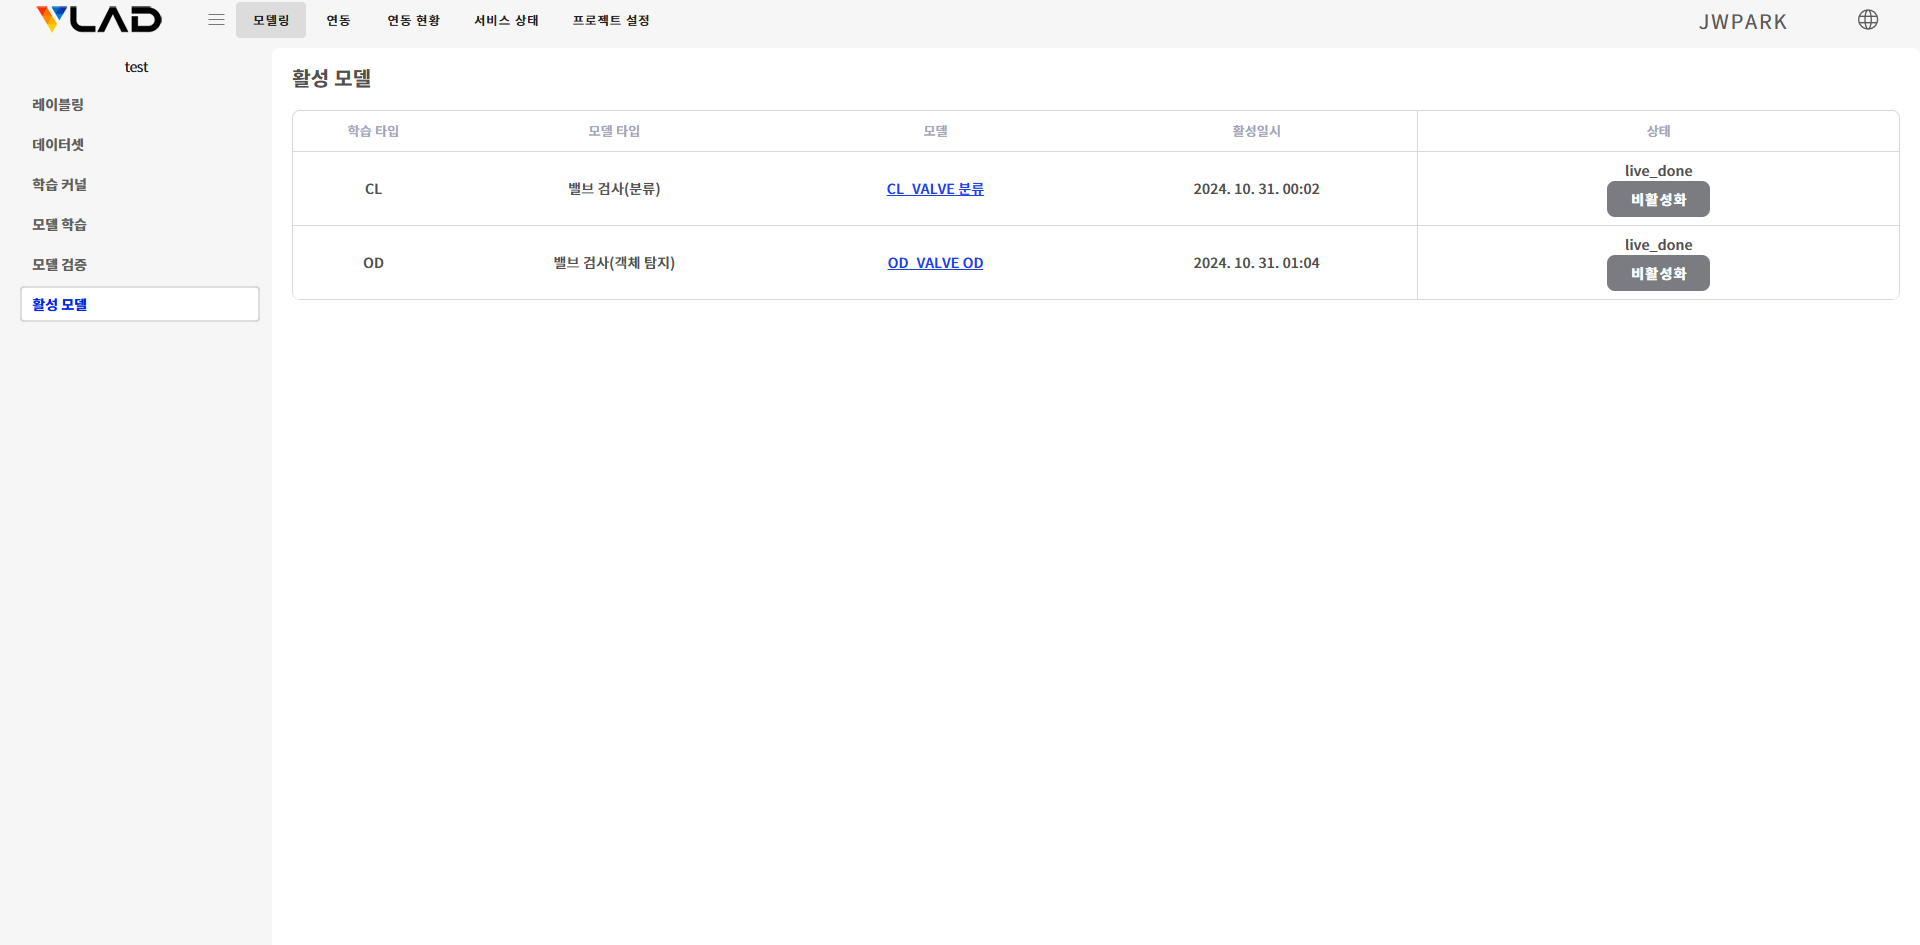 VLAD
모델링 연동 연동 현황 서비스 상태 프로젝트 설정 JWPARK
test
레이블링
데이터셋
학습 커널
모델 학습
모델 검증
활성 모델
활성 모델
학습 타입 모델 타입 모델 활성일시 상태
CL 밸브 검사(분류) CL_VALVE 분류 2024. 10. 31. 00:02 live_done
비활성화
OD 밸브 검사(객체 탐지) OD_VALVE OD 2024. 10. 31. 01:04 live_done
비활성화